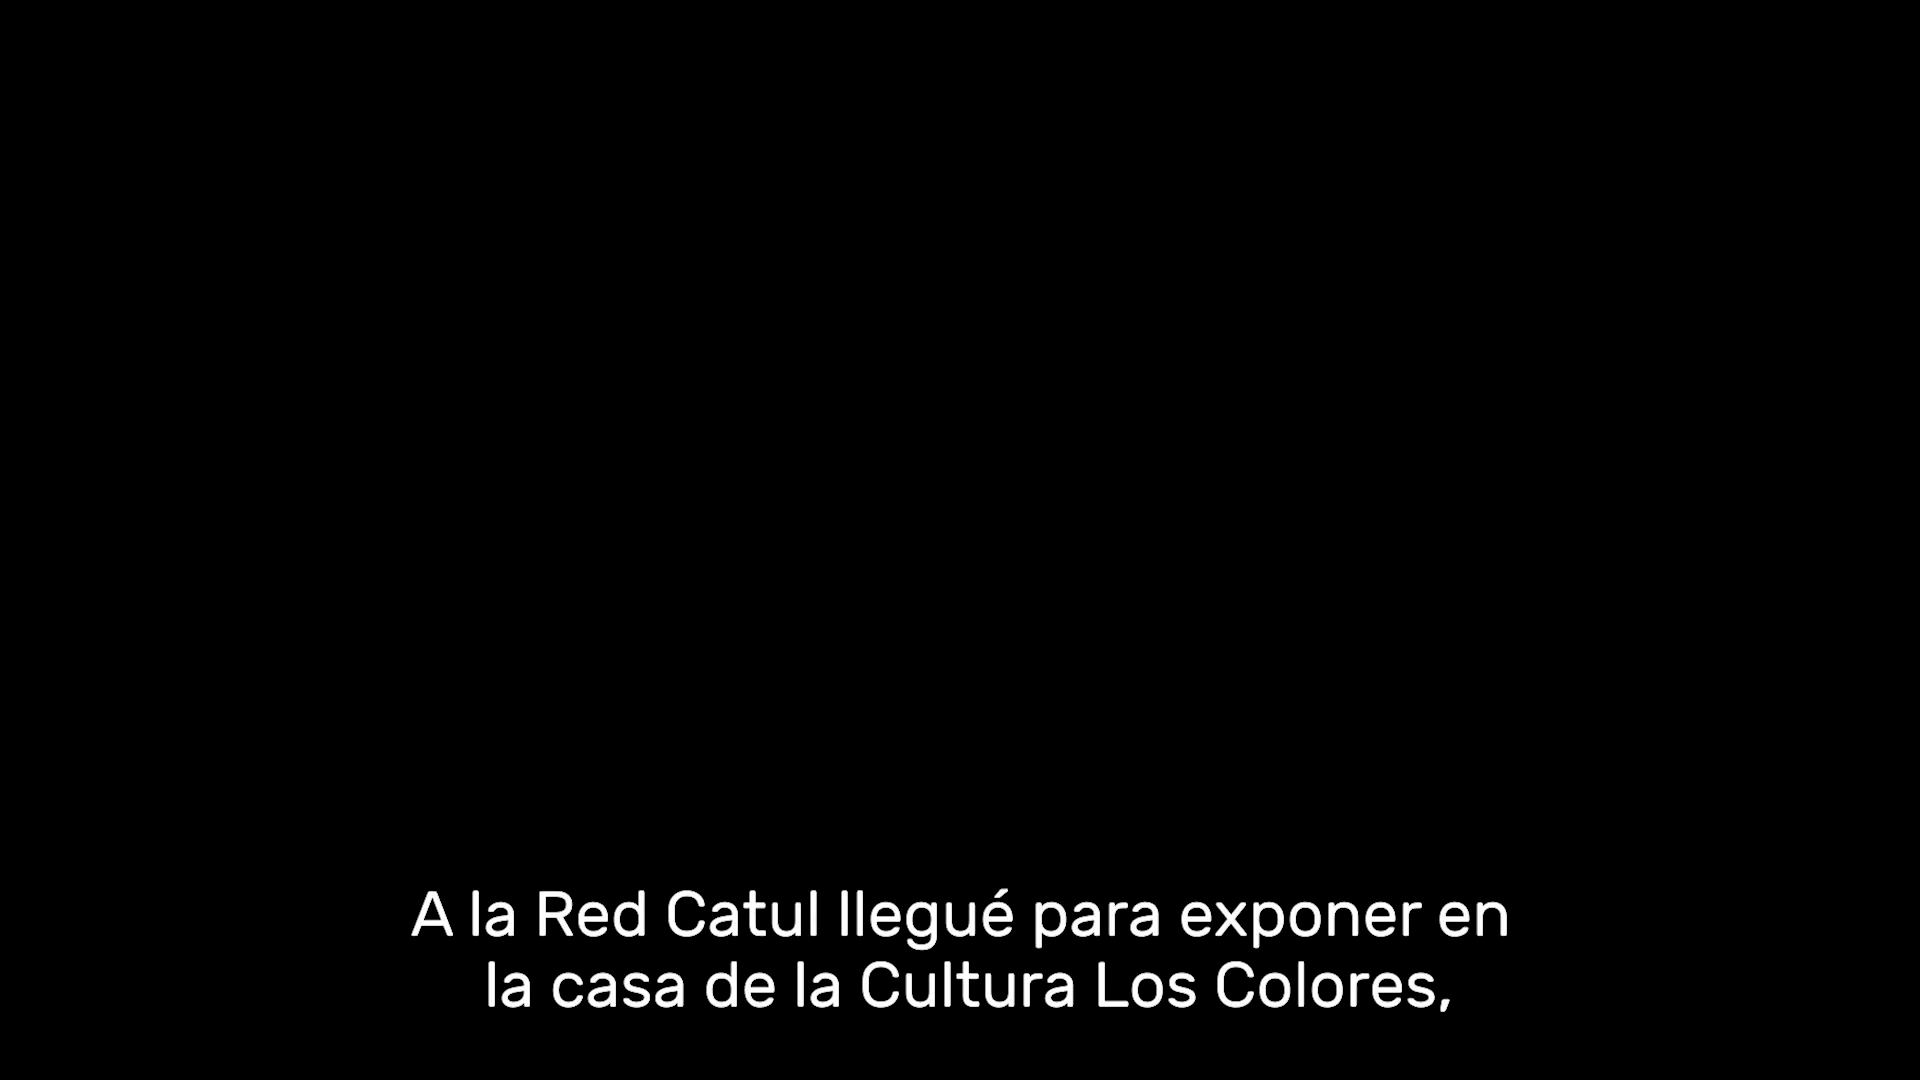 A la Red Catul llegué para exponer en
la casa de la Cultura Los Colores,